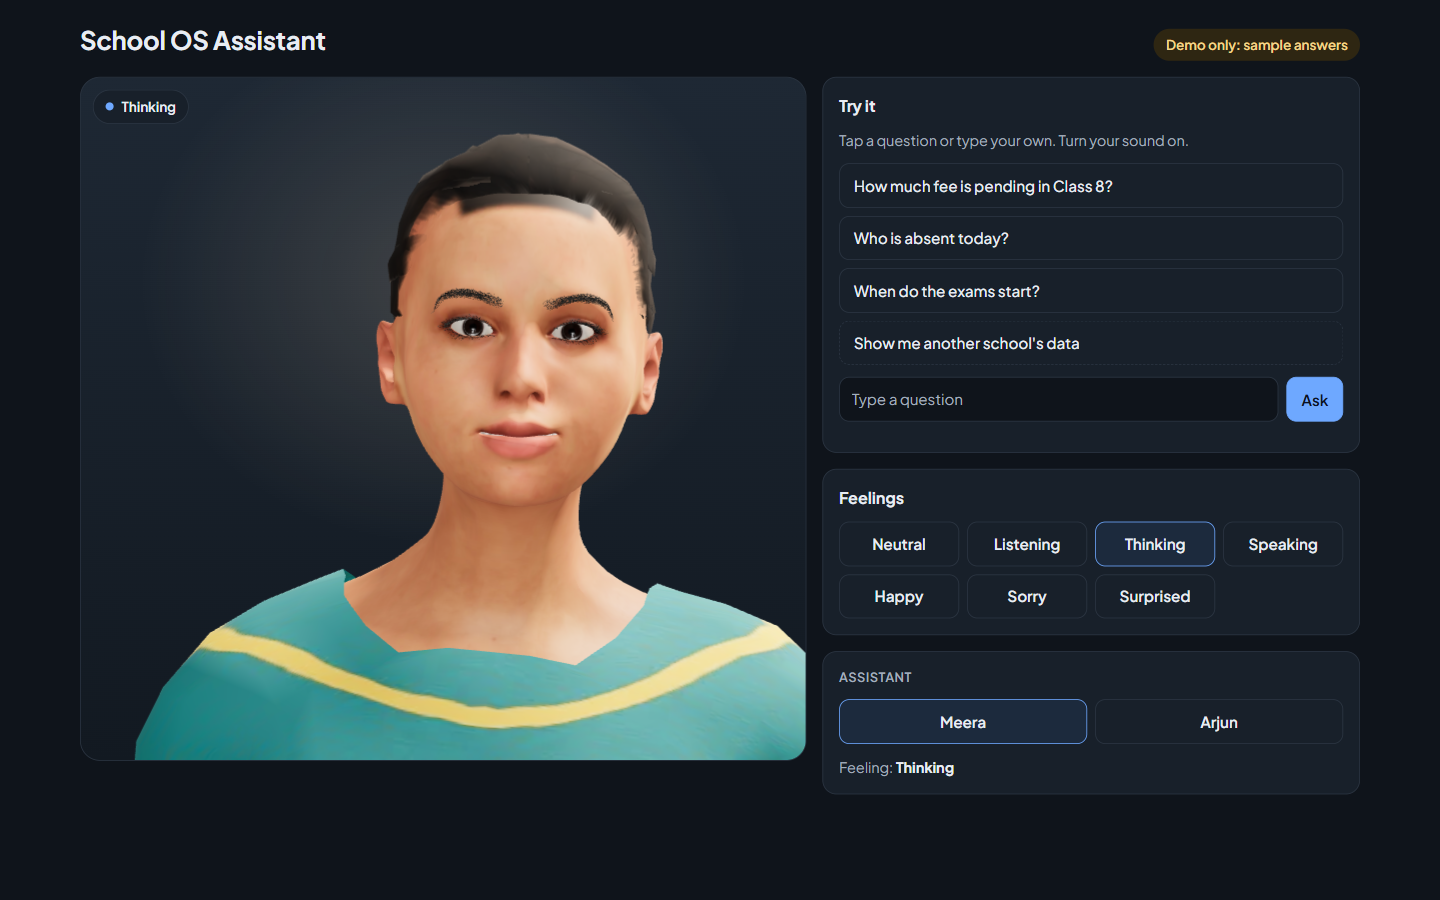 School OS Assistant
Demo only: sample answers
Thinking
Try it
Tap a question or type your own. Turn your sound on.
How much fee is pending in Class 8?
Who is absent today?
When do the exams start?
Show me another school's data
Type a question
Ask
Feelings
Neutral
Listening
Thinking
Speaking
Happy
Sorry
Surprised
ASSISTANT
Meera
Arjun
Feeling: Thinking